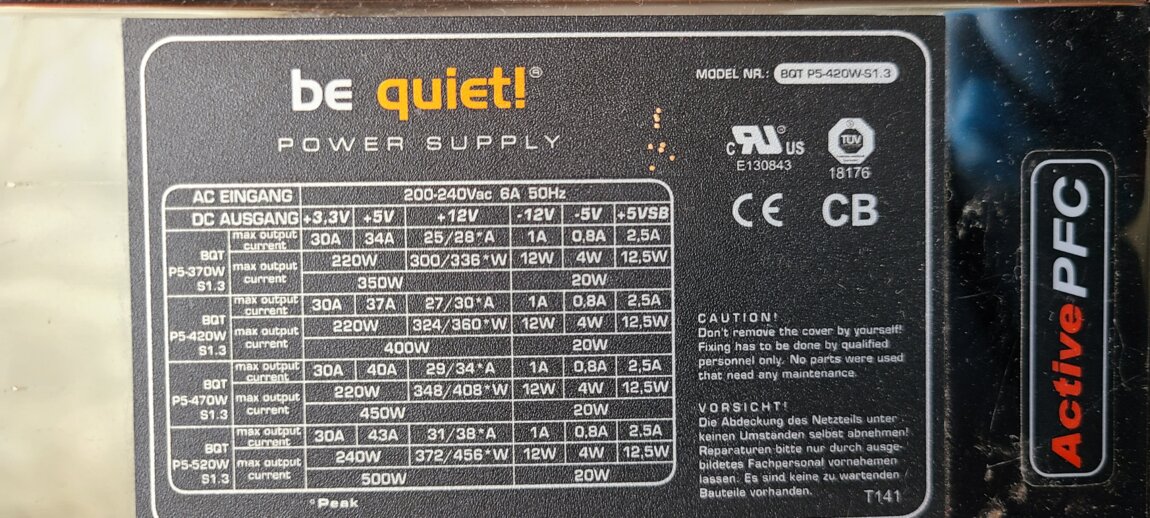 be quiet!®
POWER SUPPLY
MODEL NR.: BQT P5-420W-S1.3
c RU® US
E130843
TÜV
18176
CE CB
AC EINGANG 200-240Vac 6A 50Hz
DC AUSGANG +3,3V +5V +12V -12V -5V +5VSB
BQT P5-370W S1.3
max output current 30A 34A 25/28*A 1A 0,8A 2,5A
max output current 220W 300/336*W 12W 4W 12,5W
350W 20W
BQT P5-420W S1.3
max output current 30A 37A 27/30*A 1A 0,8A 2,5A
max output current 220W 324/360*W 12W 4W 12,5W
400W 20W
BQT P5-470W S1.3
max output current 30A 40A 29/34*A 1A 0,8A 2,5A
max output current 220W 348/408*W 12W 4W 12,5W
450W 20W
BQT P5-520W S1.3
max output current 30A 43A 31/38*A 1A 0,8A 2.5A
max output current 240W 372/456*W 12W 4W 12,5W
500W 20W
*Peak
CAUTION!
Don't remove the cover by yourself!
Fixing has to be done by qualified
personnel only. No parts were used
that need any maintenance.
VORSICHT!
Die Abdeckung des Netzteils unter
keinen Umständen selbst abnehmen!
Reparaturen bitte nur durch ausge-
bildetes Fachpersonal vornehmen
lassen. Es sind keine zu wartenden
Bauteile vorhanden.
T141
Active PFC